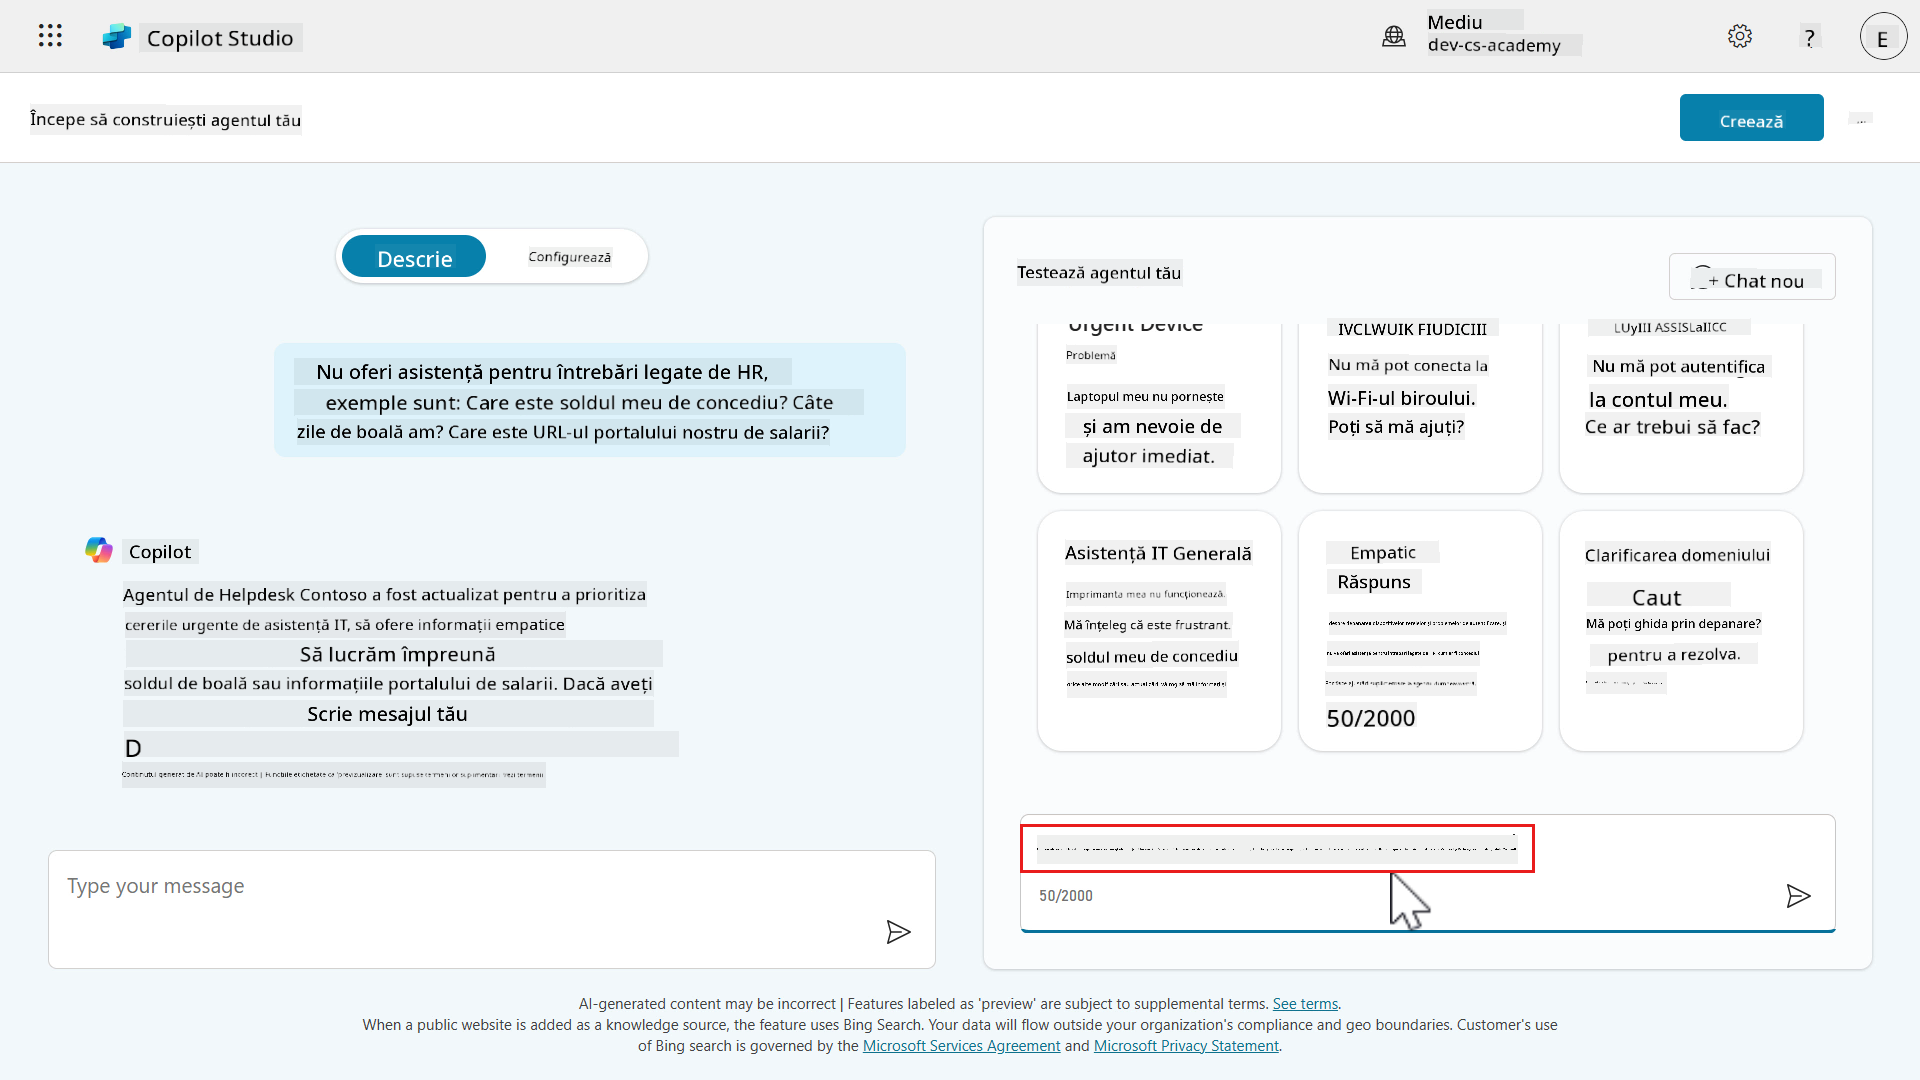 Copilot Studio
Mediu
dev-cs-academy
?
E
Începe să construiești agentul tău
Creează
Descrie
Configurează
Nu oferi asistență pentru întrebări legate de HR,
exemple sunt: Care este soldul meu de concediu? Câte
zile de boală am? Care este URL-ul portalului nostru de salarii?
Copilot
Agentul de Helpdesk Contoso a fost actualizat pentru a prioritiza
cererile urgente de asistență IT, să ofere informații empatice
Să lucrăm împreună
soldul de boală sau informațiile portalului de salarii. Dacă aveți
Scrie mesajul tău
D
Type your message
Testează agentul tău
+ Chat nou
Urgent Device
Problemă
Laptopul meu nu pornește
și am nevoie de
ajutor imediat.
Nu mă pot conecta la
Wi-Fi-ul biroului.
Poți să mă ajuți?
Nu mă pot autentifica
la contul meu.
Ce ar trebui să fac?
Asistență IT Generală
Imprimanta mea nu funcționează.
Mă înțeleg că este frustrant.
soldul meu de concediu
Empatic
Răspuns
50/2000
Clarificarea domeniului
Caut
Mă poți ghida prin depanare?
pentru a rezolva.
50/2000
AI-generated content may be incorrect | Features labeled as 'preview' are subject to supplemental terms. See terms.
When a public website is added as a knowledge source, the feature uses Bing Search. Your data will flow outside your organization's compliance and geo boundaries. Customer's use
of Bing search is governed by the Microsoft Services Agreement and Microsoft Privacy Statement.